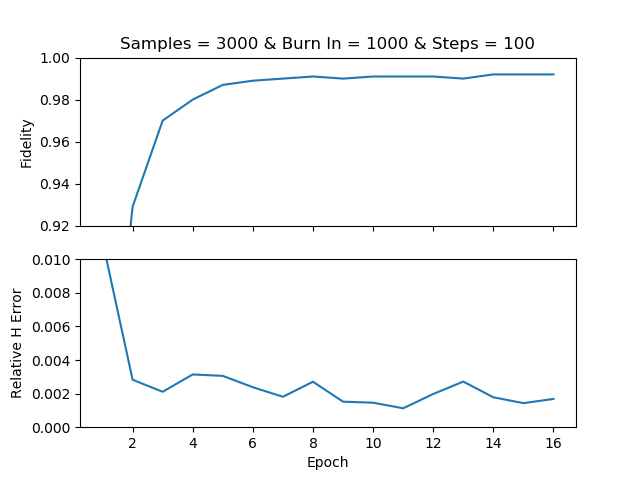 Samples = 3000 & Burn In = 1000 & Steps = 100
1.00
0.98
0.96
0.94
0.92
Fidelity
0.010
0.008
0.006
0.004
0.002
0.000
Relative H Error
2 4 6 8 10 12 14 16
Epoch